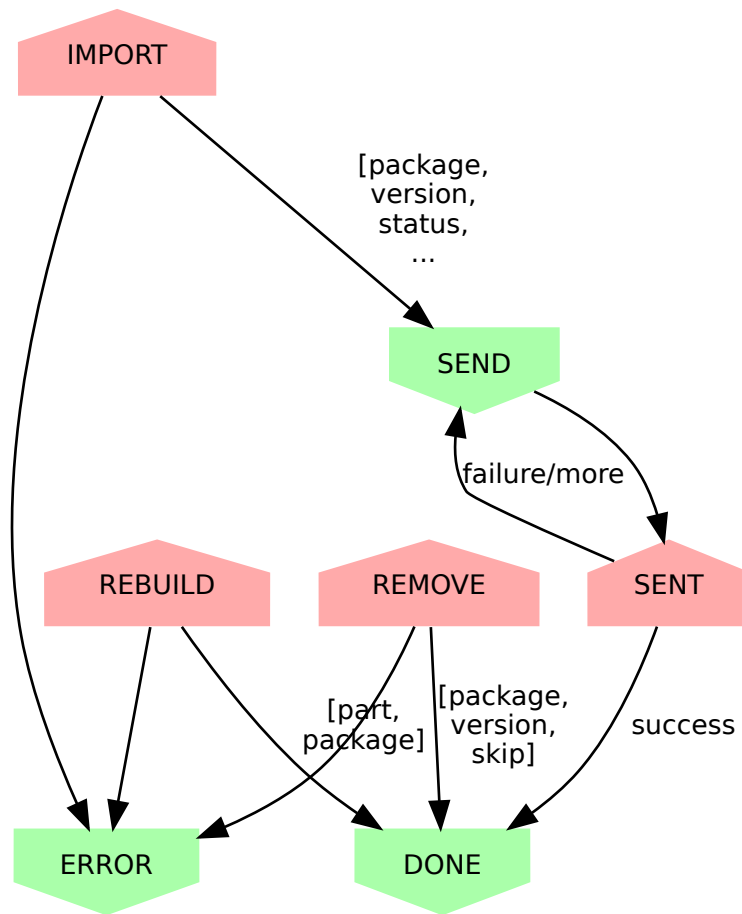 IMPORT
[package,
version,
status,
...
SEND
failure/more
REBUILD
REMOVE
SENT
[part,
package]
[package,
version,
skip]
success
ERROR
DONE